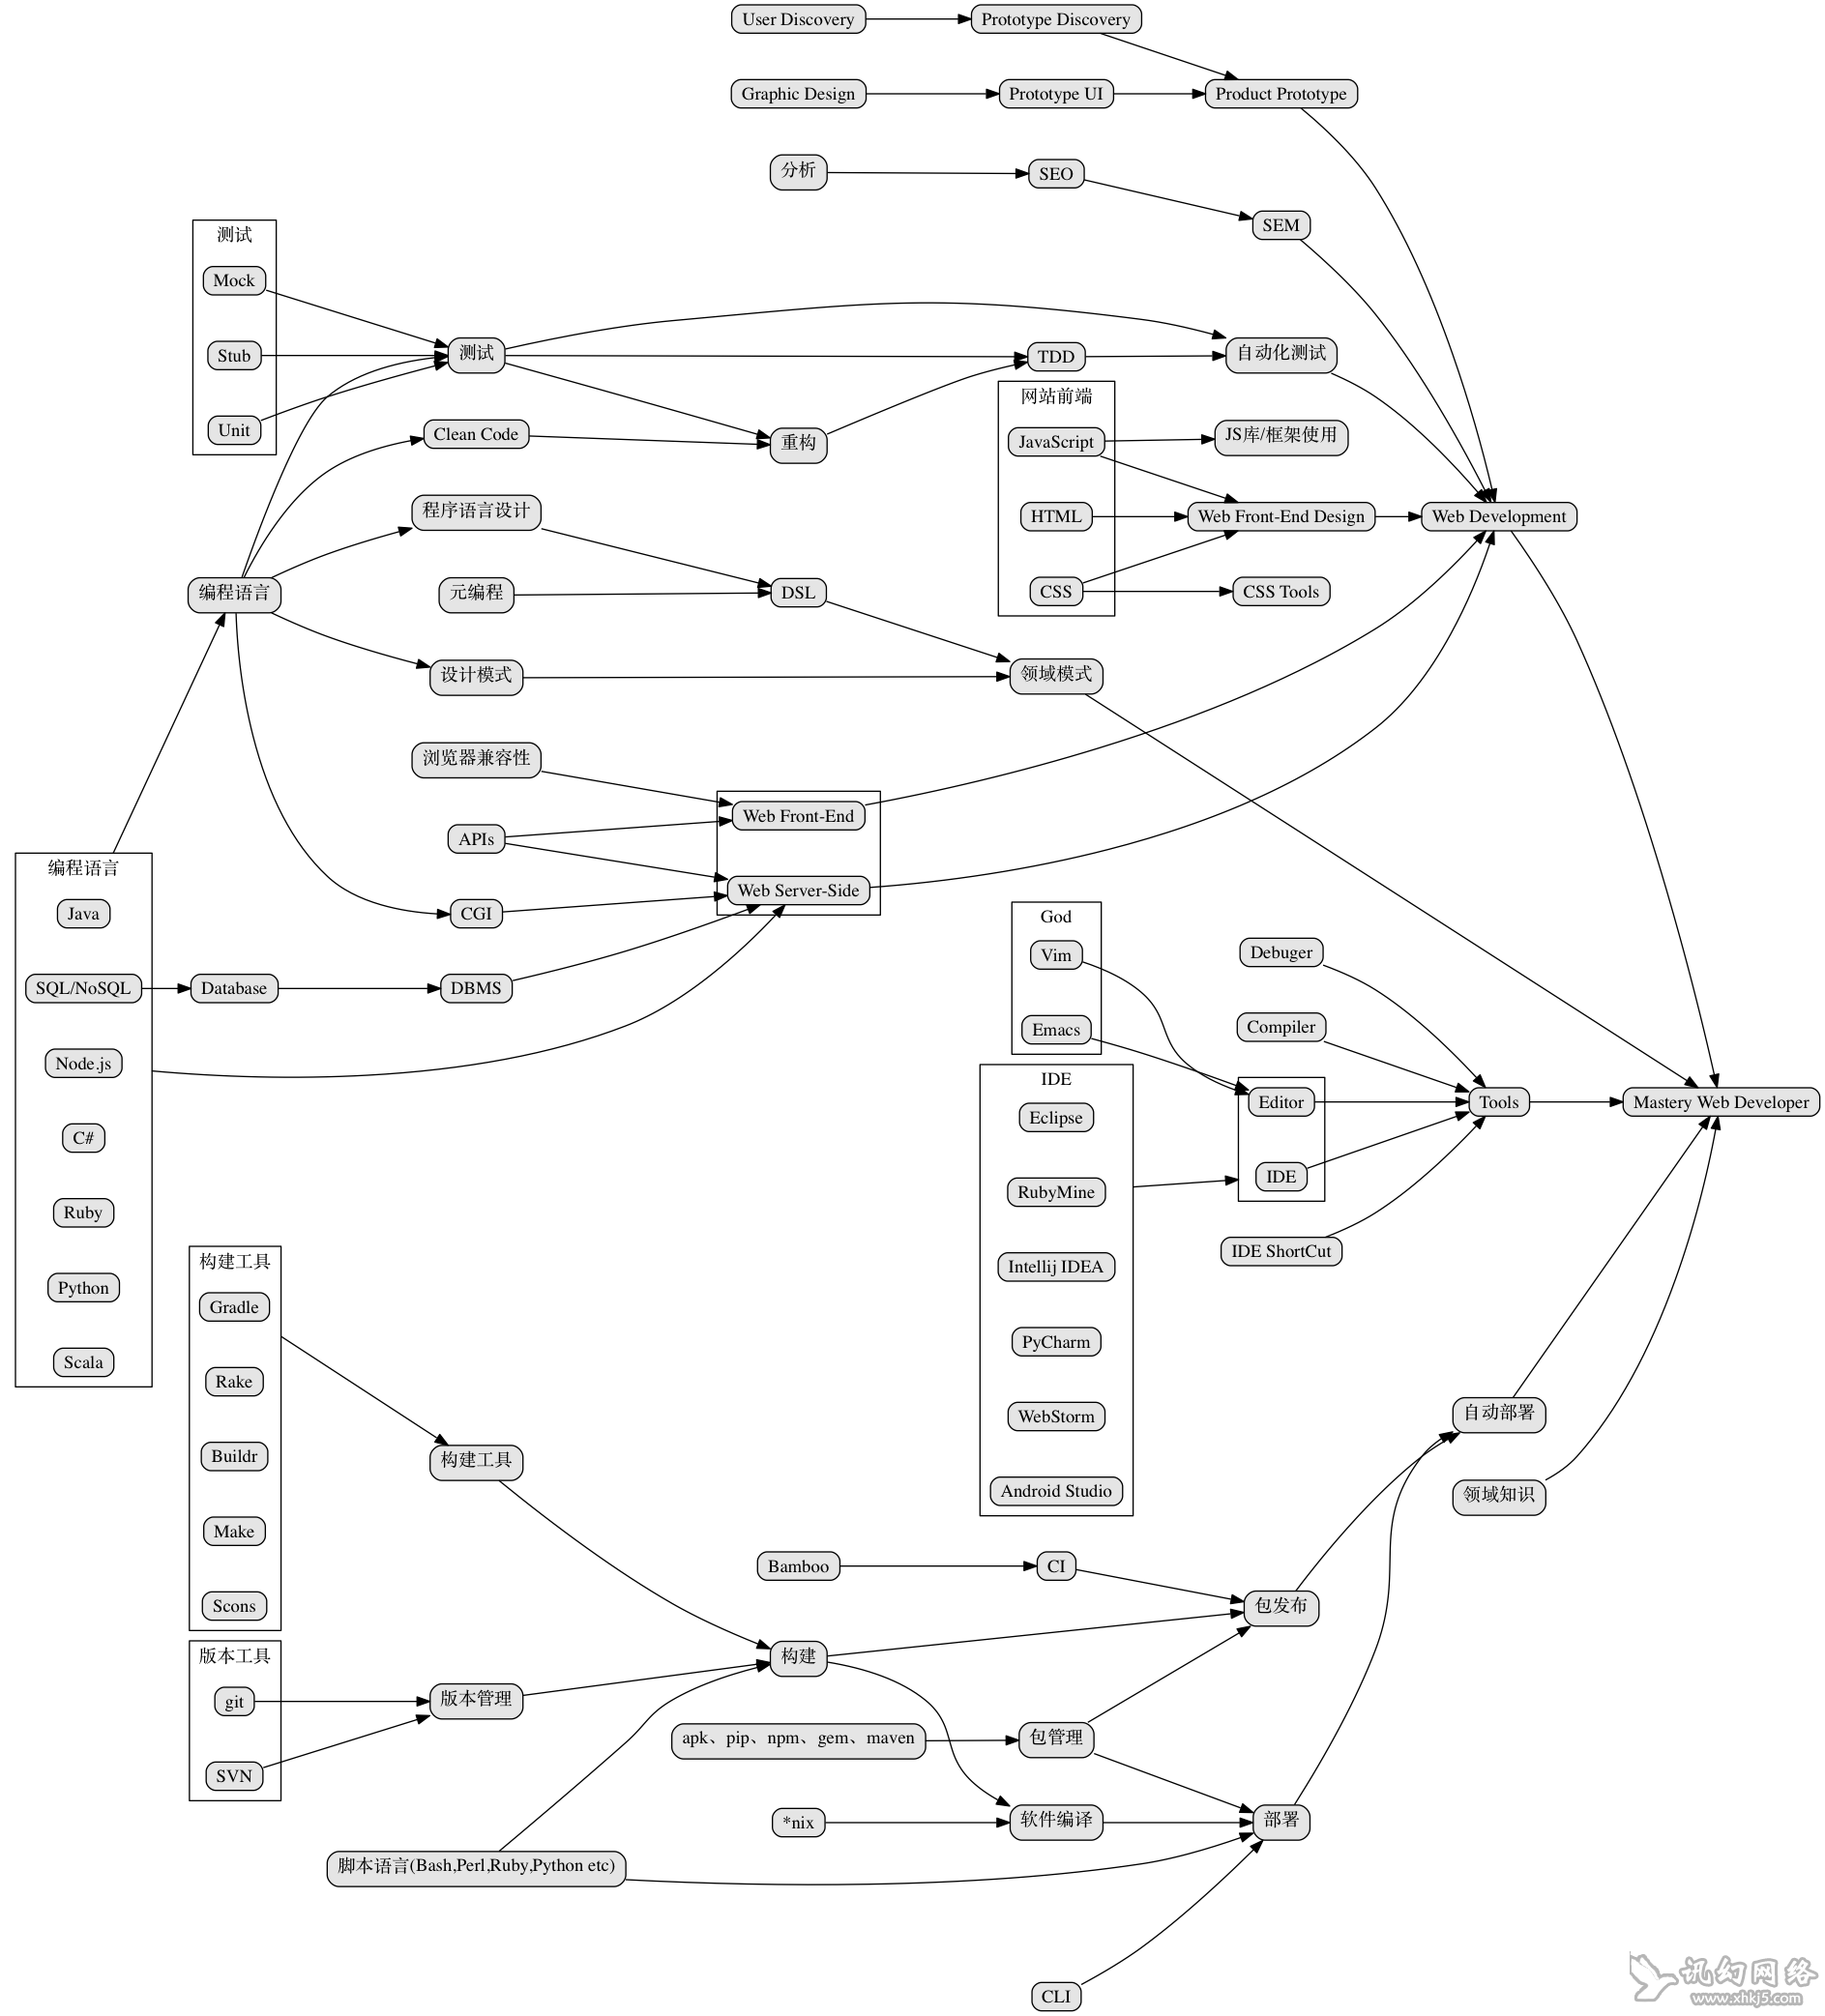 User Discovery
Prototype Discovery
Graphic Design
Prototype UI
Product Prototype
分析
SEO
SEM
测试
Mock
Stub
Unit
测试
TDD
自动化测试
Clean Code
重构
网站前端
JavaScript
JS库/框架使用
HTML
Web Front-End Design
Web Development
CSS
CSS Tools
程序语言设计
编程语言
元编程
DSL
设计模式
领域模式
浏览器兼容性
Web Front-End
APIs
Web Server-Side
CGI
编程语言
Java
SQL/NoSQL
Database
DBMS
Node.js
C#
Ruby
Python
Scala
God
Vim
Emacs
Debuger
Compiler
IDE
Eclipse
RubyMine
Intellij IDEA
PyCharm
WebStorm
Android Studio
Editor
IDE
Tools
Mastery Web Developer
IDE ShortCut
构建工具
Gradle
Rake
Buildr
Make
Scons
构建工具
自动部署
领域知识
Bamboo
CI
包发布
版本工具
git
SVN
版本管理
构建
apk、pip、npm、gem、maven
包管理
*nix
软件编译
部署
脚本语言(Bash,Perl,Ruby,Python etc)
CLI
讯幻网络
www.xhkj5.com